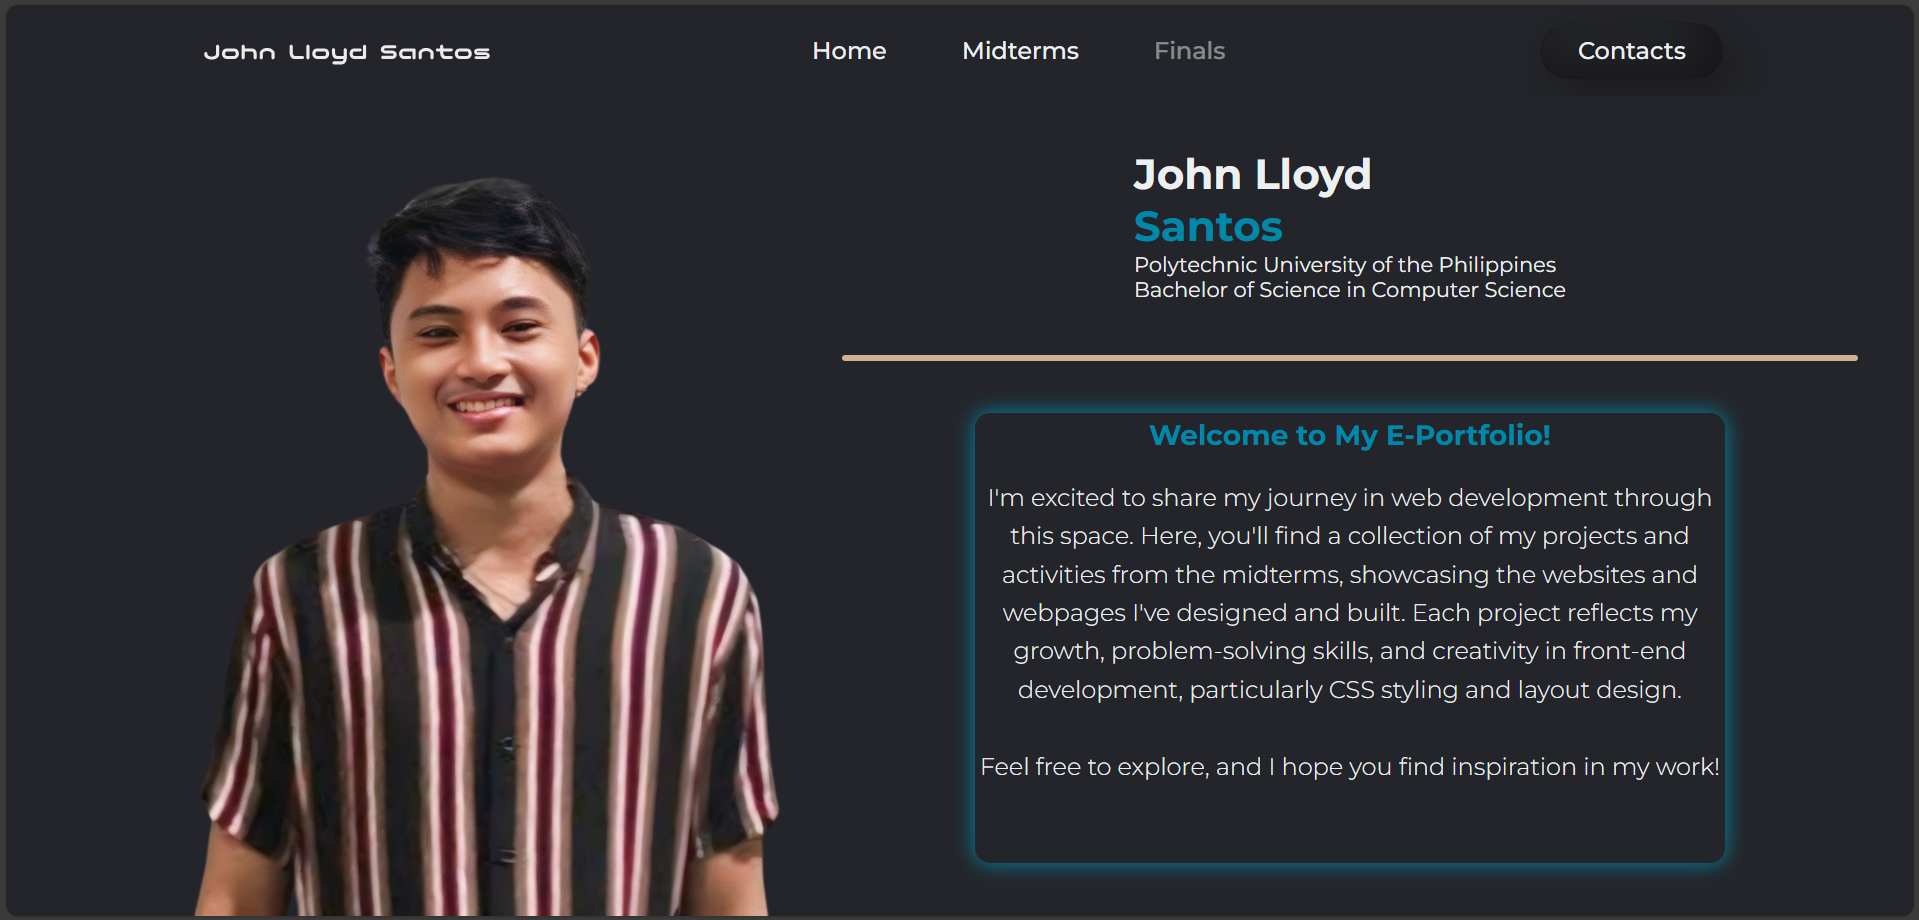 John Lloyd Santos
Home
Midterms
Finals
Contacts
John Lloyd
Santos
Polytechnic University of the Philippines
Bachelor of Science in Computer Science
Welcome to My E-Portfolio!
I'm excited to share my journey in web development through
this space. Here, you'll find a collection of my projects and
activities from the midterms, showcasing the websites and
webpages I've designed and built. Each project reflects my
growth, problem-solving skills, and creativity in front-end
development, particularly CSS styling and layout design.
Feel free to explore, and I hope you find inspiration in my work!